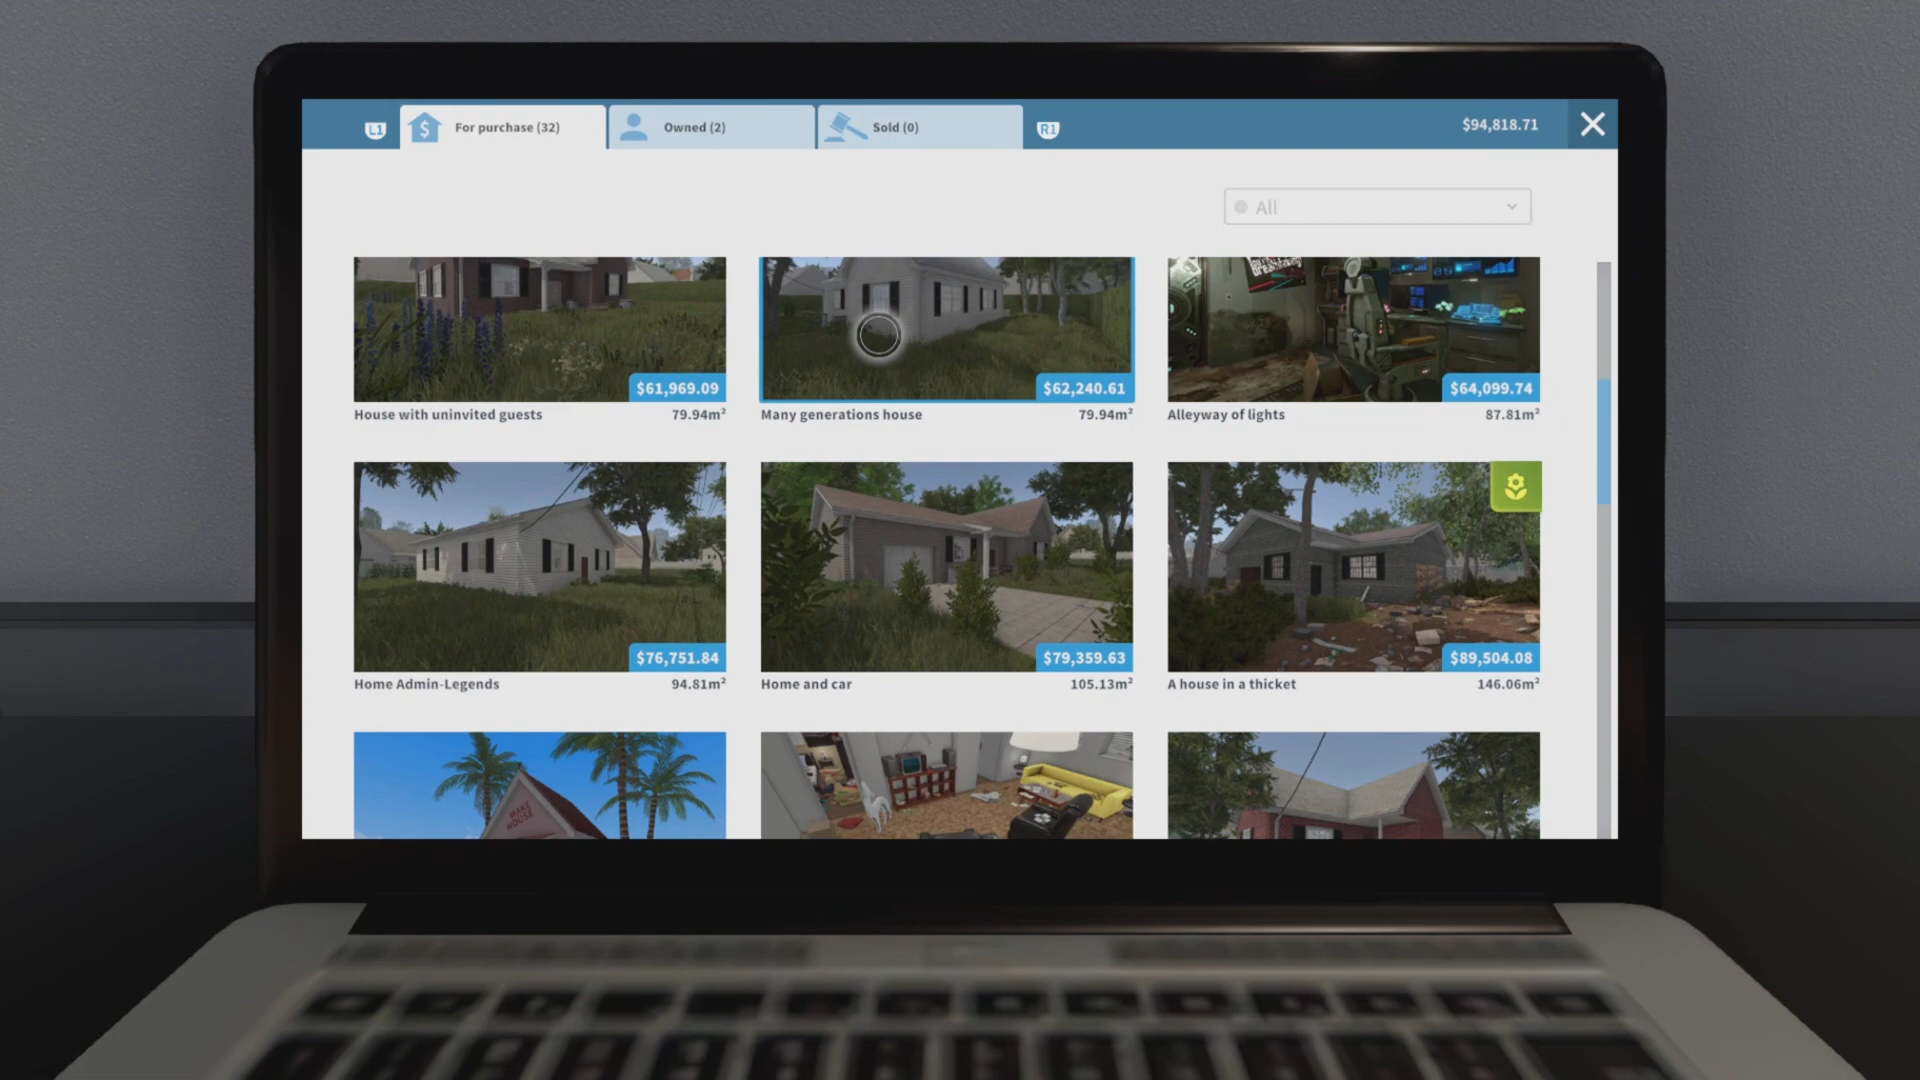 L1
For purchase (32)
Owned (2)
Sold (0)
R1
$94,818.71
All
$61,969.09
$62,240.61
$64,099.74
House with uninvited guests
79.94m²
Many generations house
79.94m²
Alleyway of lights
87.81m²
$76,751.84
$79,359.63
$89,504.08
Home Admin-Legends
94.81m²
Home and car
105.13m²
A house in a thicket
146.06m²
HOUSE